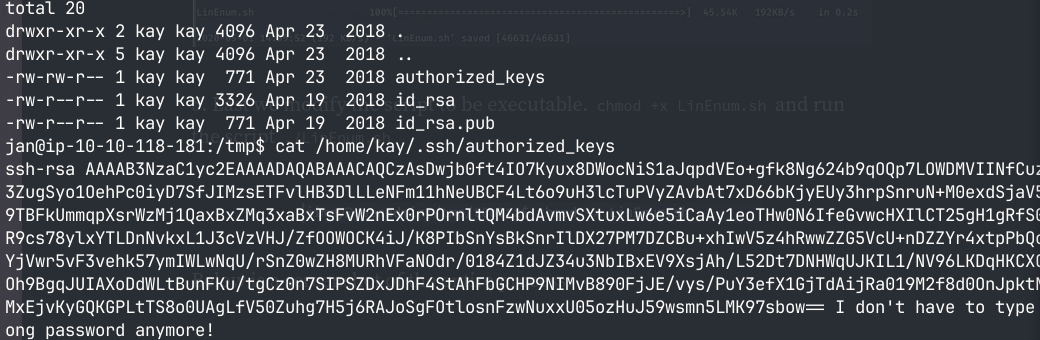 total 20
drwxr-xr-x 2 kay kay 4096 Apr 23  2018 .
drwxr-xr-x 5 kay kay 4096 Apr 23  2018 ..
-rw-rw-r-- 1 kay kay  771 Apr 23  2018 authorized_keys
-rw-r--r-- 1 kay kay 3326 Apr 19  2018 id_rsa
-rw-r--r-- 1 kay kay  771 Apr 19  2018 id_rsa.pub
jan@ip-10-10-118-181:/tmp$ cat /home/kay/.ssh/authorized_keys
ssh-rsa AAAAB3NzaC1yc2EAAAADAQABAAACAQCzAsDwjb0ft4IO7Kyux8DWocNiS1aJqpdVEo+gfk8Ng624b9qOQp7LOWDMVIINfCuz
3ZugSyo1OehPc0iyD7SfJIMzsETFvlHB3DlLLeNFm11hNeUBCF4Lt6o9uH3lcTuPVyZAvbAt7xD66bKjyEUy3hrpSnruN+M0exdSjaV5
9TBFkUmmqpXsrWzMj1QaxBxZMq3xaBxTsFvW2nEx0rPOrnltQM4bdAvmvSXtuxLw6e5iCaAy1eoTHw0N6IfeGvwcHXIlCT25gH1gRfS0
R9cs78ylxYTLDnNvkxL1J3cVzVHJ/ZfOOWOCK4iJ/K8PIbSnYsBkSnrIlDX27PM7DZCBu+xhIwV5z4hRwwZZG5VcU+nDZZYr4xtpPbQc
YjVwr5vF3vehk57ymIWLwNqU/rSnZ0wZH8MURhVFaNOdr/0184Z1dJZ34u3NbIBxEV9XsjAh/L52Dt7DNHWqUJKIL1/NV96LKDqHKCXC
Oh9BgqJUIAXoDdWLtBunFKu/tgCz0n7SIPSZDxJDhF4StAhFbGCHP9NIMvB890FjJE/vys/PuY3efX1GjTdAijRa019M2f8d0OnJpktM
MxEjvKyGQKGPLtTS8o0UAgLfV50Zuhg7H5j6RAJoSgFOtlosnFzwNuxxU05ozHuJ59wsmn5LMK97sbow== I don't have to type
ong password anymore!